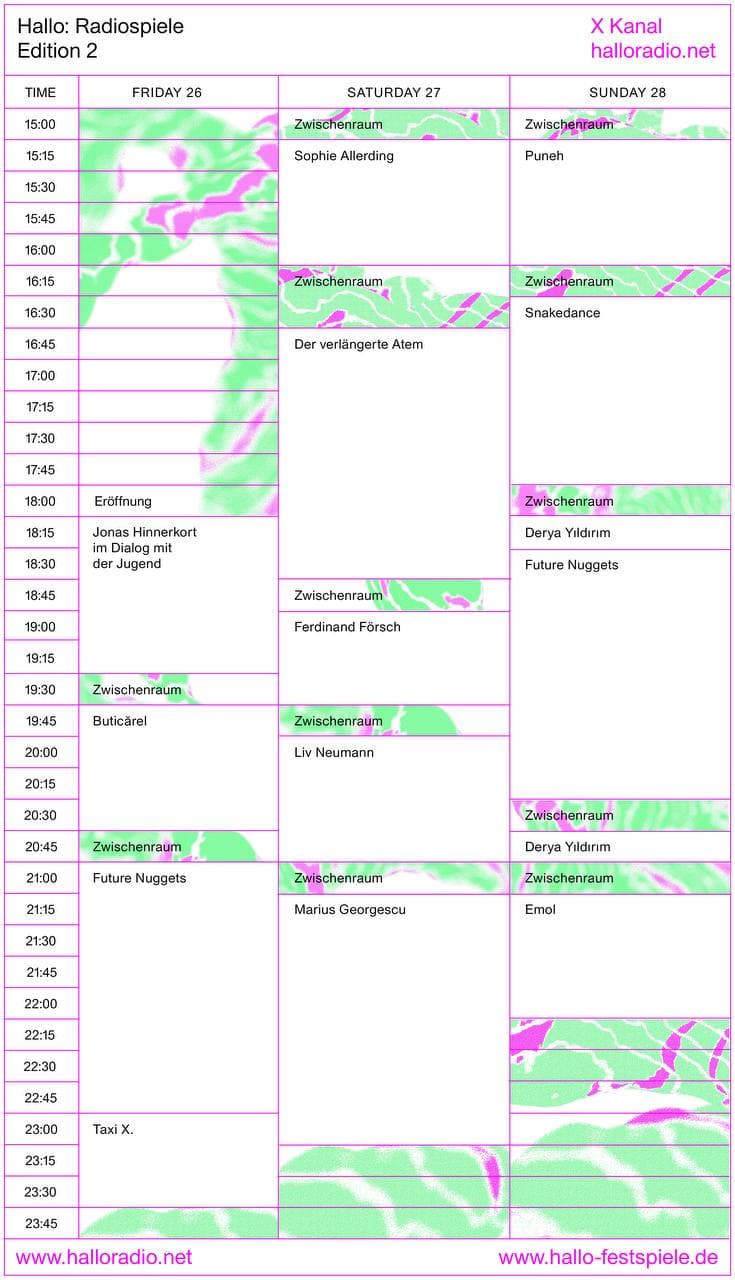 Hallo: Radiospiele
Edition 2
X Kanal
halloradio.net
TIME FRIDAY 26 SATURDAY 27 SUNDAY 28
15:00 Zwischenraum Zwischenraum
15:15 Sophie Allerding Puneh
15:30
15:45
16:00
16:15 Zwischenraum Zwischenraum
16:30 Snakedance
16:45 Der verlängerte Atem
17:00
17:15
17:30
17:45
18:00 Eröffnung Zwischenraum
18:15 Jonas Hinnerkort Derya Yıldırım
im Dialog mit
18:30 der Jugend Future Nuggets
18:45 Zwischenraum
19:00 Ferdinand Försch
19:15
19:30 Zwischenraum
19:45 Buticărel Zwischenraum
20:00 Liv Neumann
20:15
20:30 Zwischenraum
20:45 Zwischenraum Derya Yıldırım
21:00 Future Nuggets Zwischenraum Zwischenraum
21:15 Marius Georgescu Emol
21:30
21:45
22:00
22:15
22:30
22:45
23:00 Taxi X.
23:15
23:30
23:45
www.halloradio.net www.hallo-festspiele.de